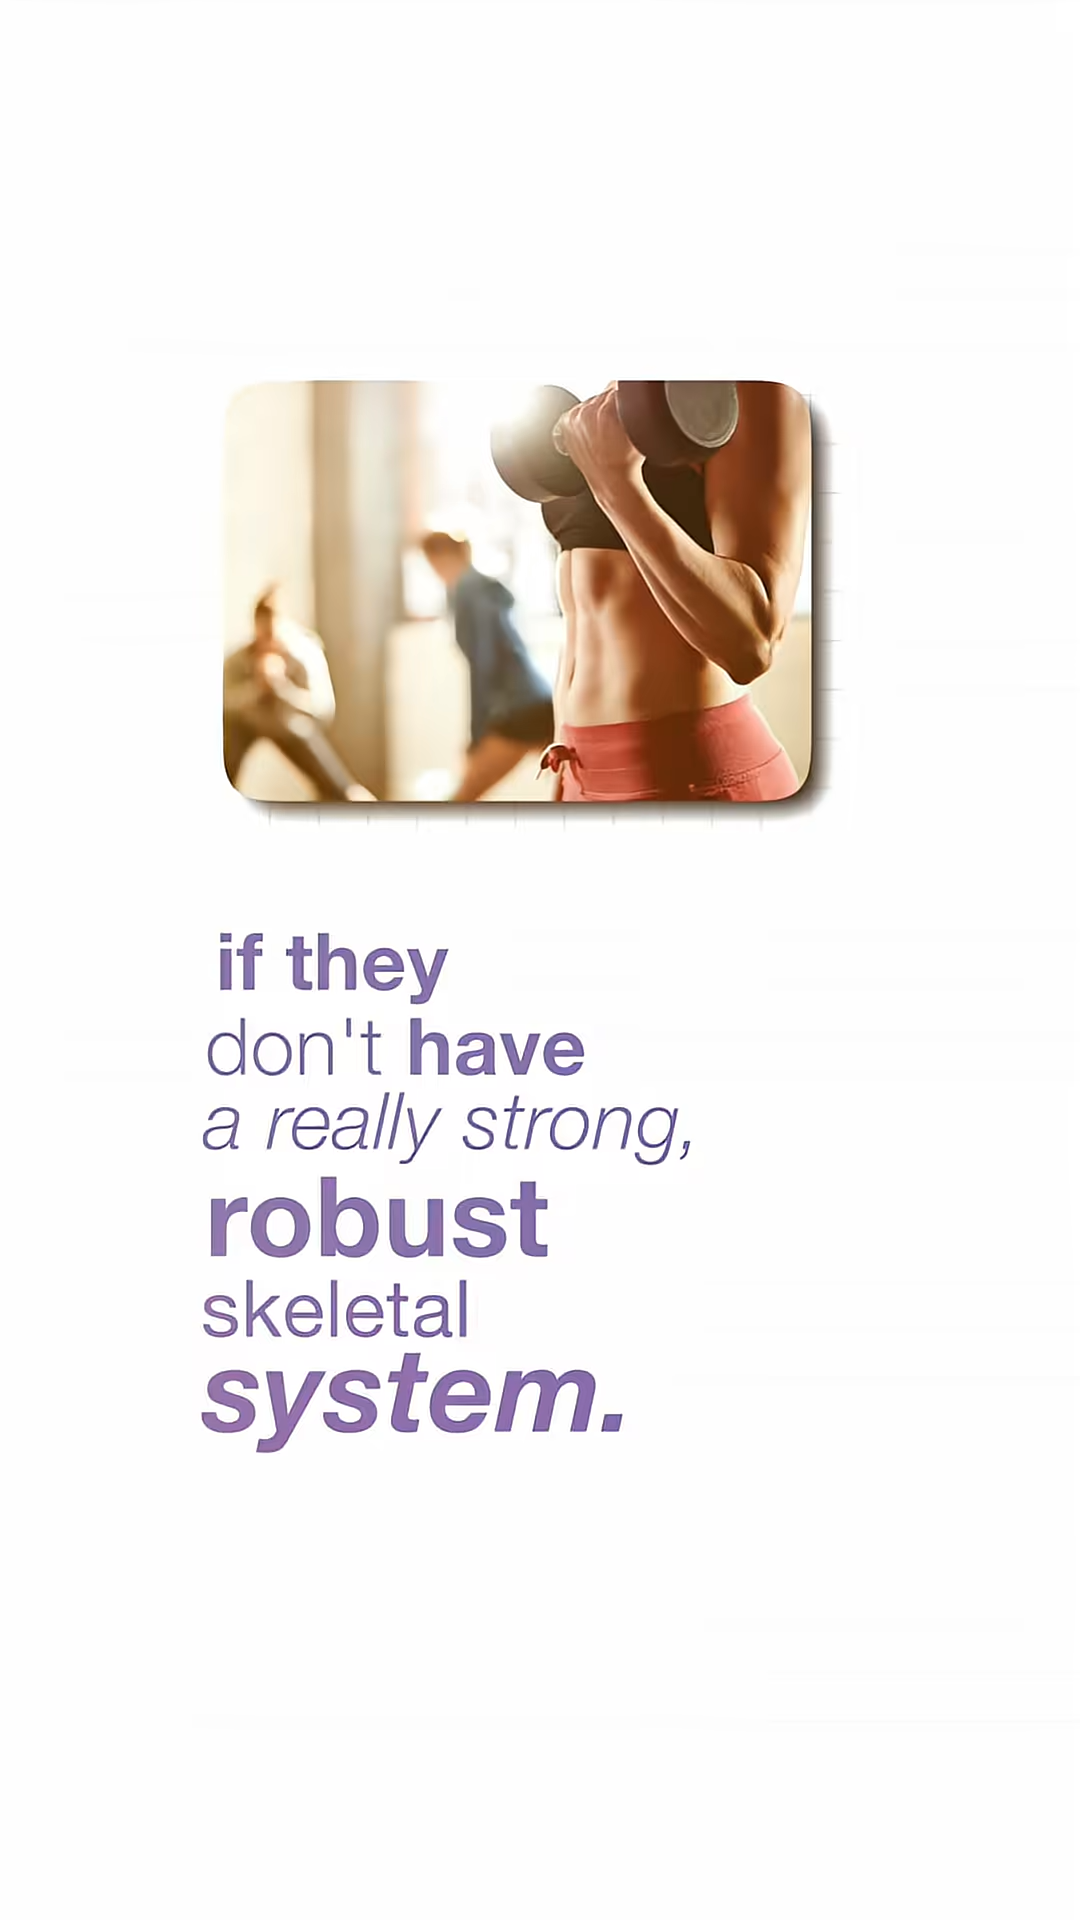 if they
don't have
a really strong,
robust
skeletal
system.